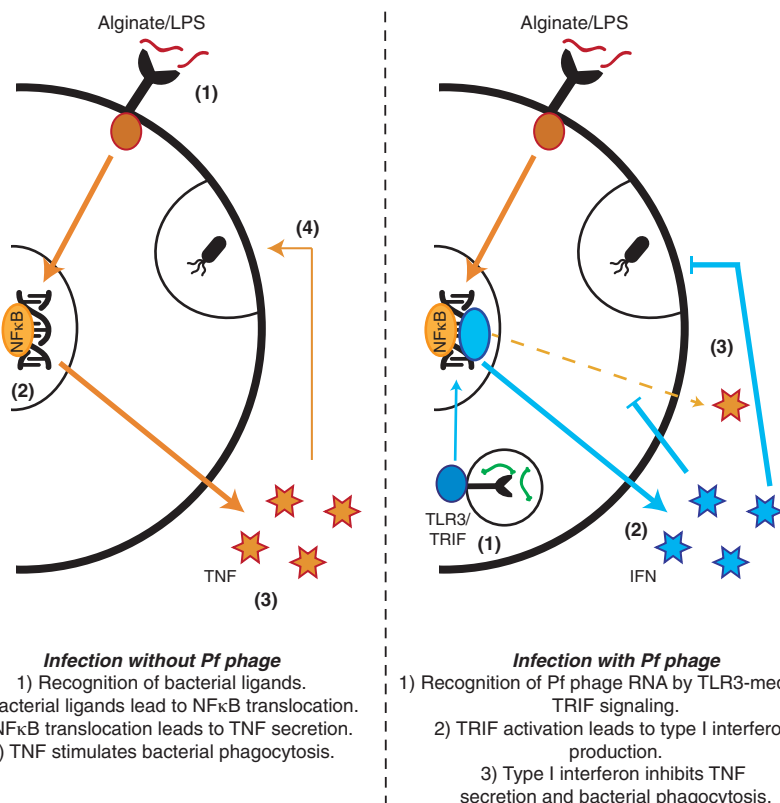 Alginate/LPS
(1)
(4)
NFκB
(2)
TNF
(3)
Infection without Pf phage
1) Recognition of bacterial ligands.
acterial ligands lead to NFκB translocation.
NFκB translocation leads to TNF secretion.
) TNF stimulates bacterial phagocytosis.
Alginate/LPS
NFκB
(3)
TLR3/
TRIF
(1)
(2)
IFN
Infection with Pf phage
1) Recognition of Pf phage RNA by TLR3-med
TRIF signaling.
2) TRIF activation leads to type I interfero
production.
3) Type I interferon inhibits TNF
secretion and bacterial phagocytosis.